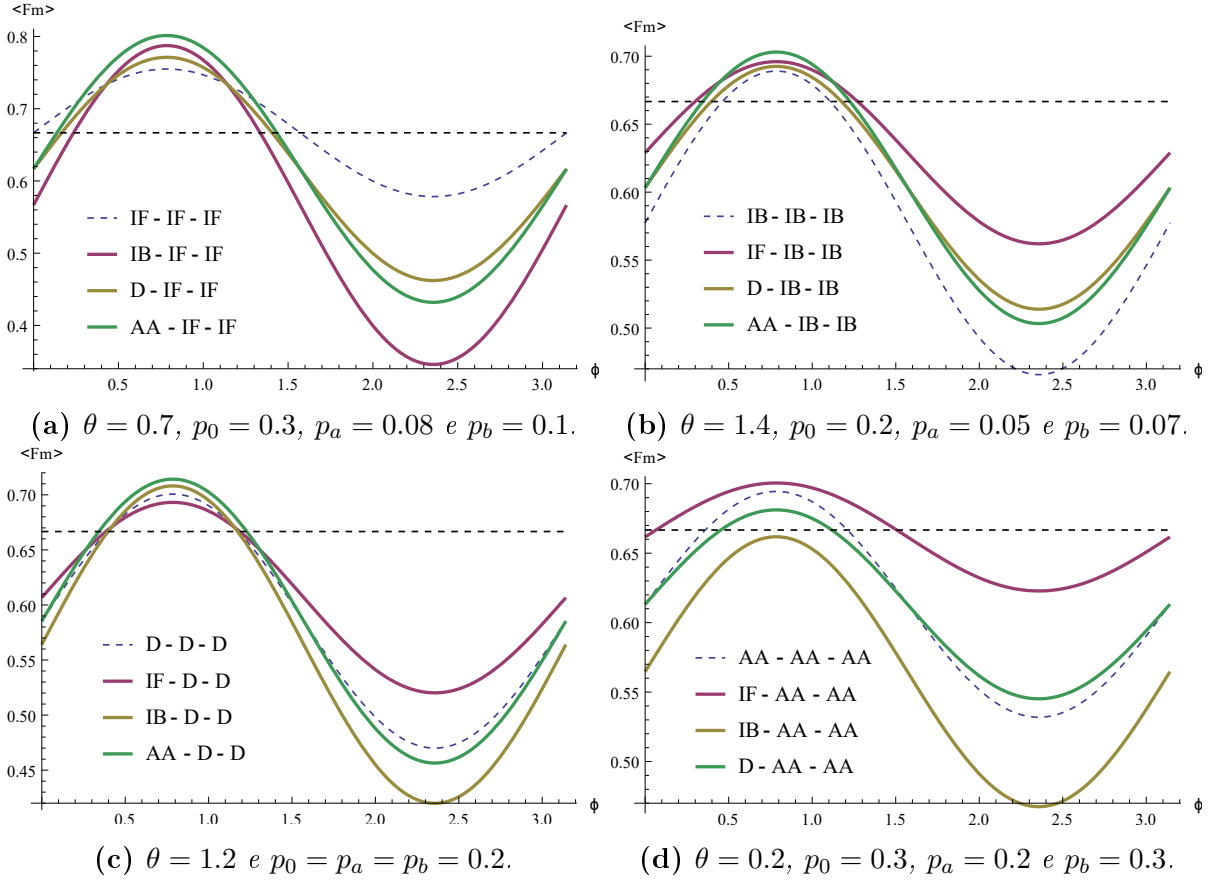 <Fm>
0.8
0.7
0.6
0.5
0.4
IF - IF - IF
IB - IF - IF
D - IF - IF
AA - IF - IF
0.5 1.0 1.5 2.0 2.5 3.0 ϕ
(a) θ = 0.7, p₀ = 0.3, pₐ = 0.08 e p_b = 0.1.
<Fm>
0.70
0.65
0.60
0.55
0.50
IB - IB - IB
IF - IB - IB
D - IB - IB
AA - IB - IB
0.5 1.0 1.5 2.0 2.5 3.0 ϕ
(b) θ = 1.4, p₀ = 0.2, pₐ = 0.05 e p_b = 0.07.
<Fm>
0.70
0.65
0.60
0.55
0.50
0.45
D - D - D
IF - D - D
IB - D - D
AA - D - D
0.5 1.0 1.5 2.0 2.5 3.0 ϕ
(c) θ = 1.2 e p₀ = pₐ = p_b = 0.2.
<Fm>
0.70
0.65
0.60
0.55
0.50
AA - AA - AA
IF - AA - AA
IB - AA - AA
D - AA - AA
0.5 1.0 1.5 2.0 2.5 3.0 ϕ
(d) θ = 0.2, p₀ = 0.3, pₐ = 0.2 e p_b = 0.3.